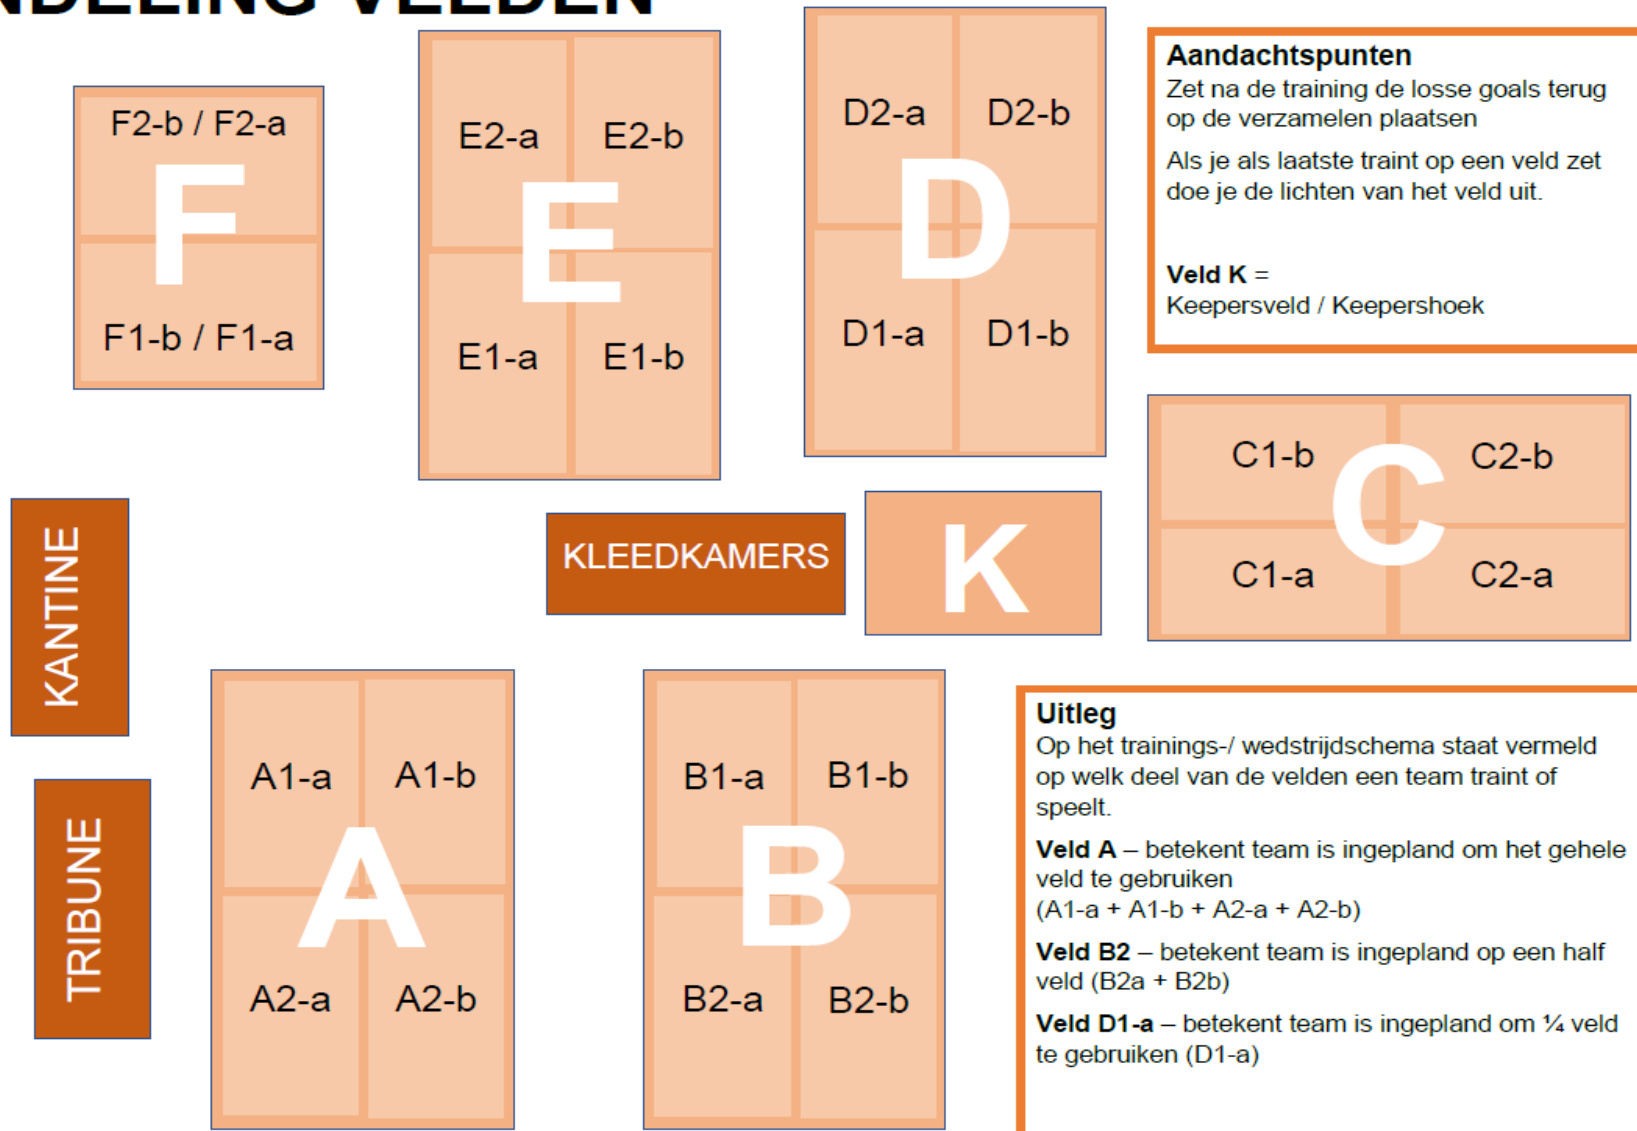 NDELING VELDEN
F2-b / F2-a
F
F1-b / F1-a
E2-a E2-b
E
E1-a E1-b
D2-a D2-b
D
D1-a D1-b
Aandachtspunten
Zet na de training de losse goals terug
op de verzamelen plaatsen
Als je als laatste traint op een veld zet
doe je de lichten van het veld uit.
Veld K =
Keepersveld / Keepershoek
C1-b C2-b
C
C1-a C2-a
KANTINE
KLEEDKAMERS
K
TRIBUNE
A1-a A1-b
A
A2-a A2-b
B1-a B1-b
B
B2-a B2-b
Uitleg
Op het trainings-/ wedstrijdschema staat vermeld
op welk deel van de velden een team traint of
speelt.
Veld A – betekent team is ingepland om het gehele
veld te gebruiken
(A1-a + A1-b + A2-a + A2-b)
Veld B2 – betekent team is ingepland op een half
veld (B2a + B2b)
Veld D1-a – betekent team is ingepland om ¼ veld
te gebruiken (D1-a)